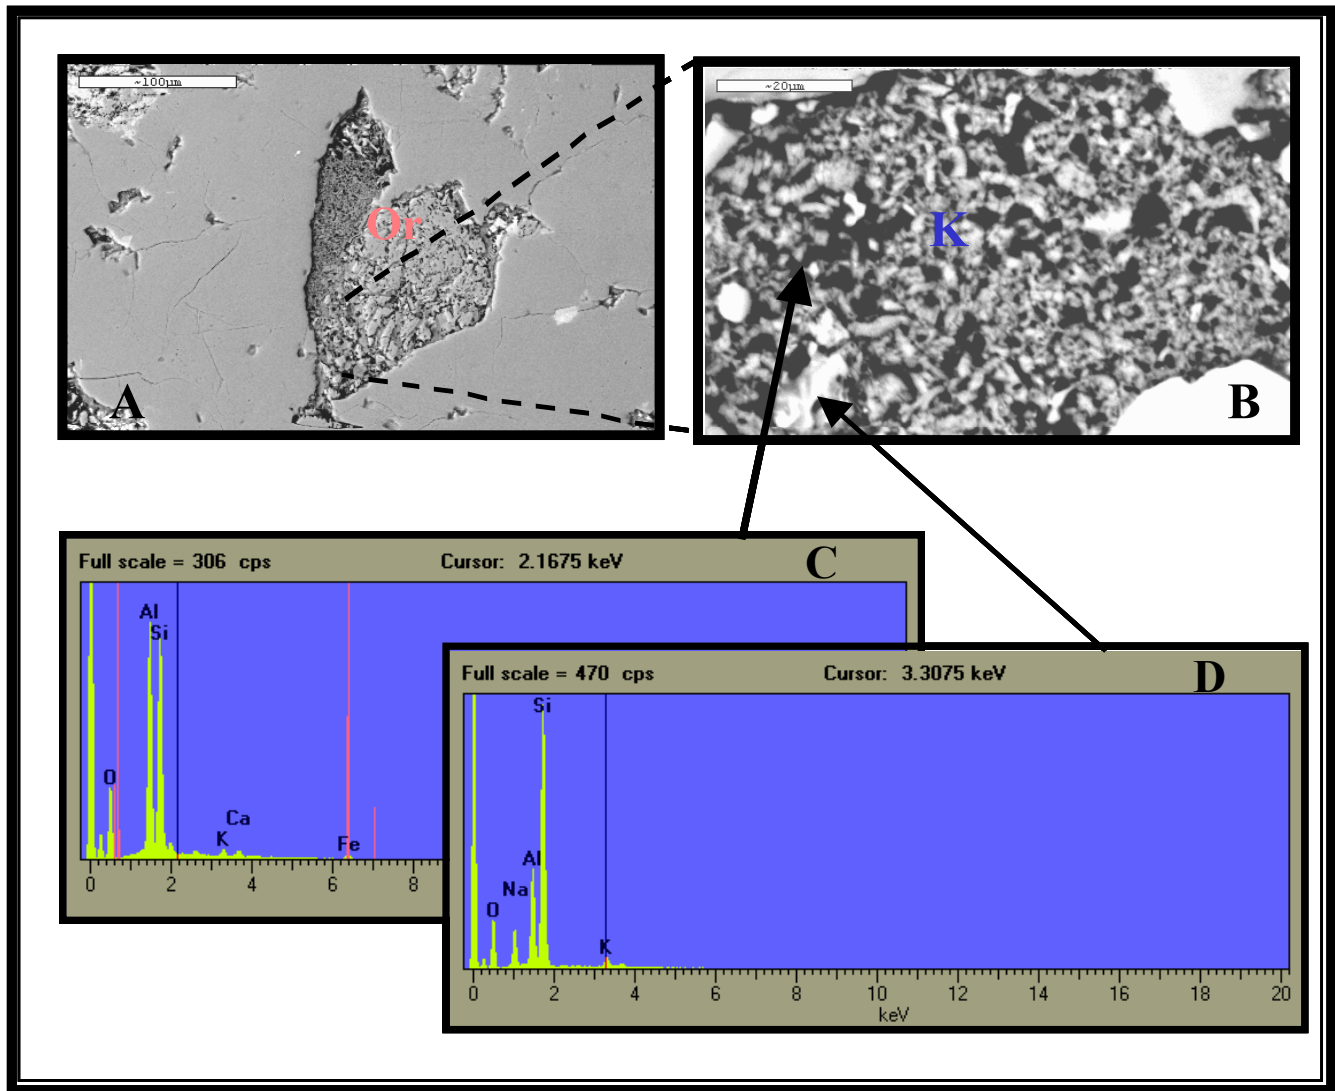 ~100µm
Or
A
~20µm
K
B
Full scale = 306 cps
Cursor: 2.1675 keV
C
Al
Si
O
Ca
K
Fe
0 2 4 6 8
Full scale = 470 cps
Cursor: 3.3075 keV
D
Si
Al
Na
O
K
0 2 4 6 8 10 12 14 16 18 20
keV